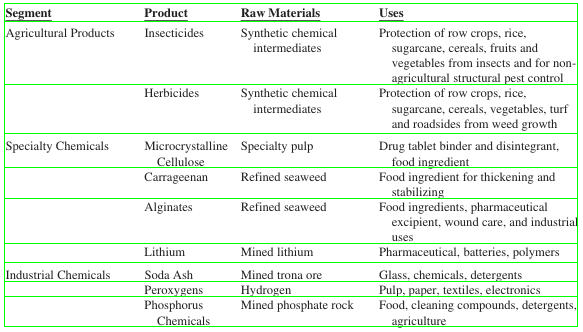 Segment Product Raw Materials Uses
Agricultural Products Insecticides Synthetic chemical Protection of row crops, rice,
intermediates sugarcane, cereals, fruits and
vegetables from insects and for non-
agricultural structural pest control
Herbicides Synthetic chemical Protection of row crops, rice,
intermediates sugarcane, cereals, vegetables, turf
and roadsides from weed growth
Specialty Chemicals Microcrystalline Specialty pulp Drug tablet binder and disintegrant,
Cellulose food ingredient
Carrageenan Refined seaweed Food ingredient for thickening and
stabilizing
Alginates Refined seaweed Food ingredients, pharmaceutical
excipient, wound care, and industrial
uses
Lithium Mined lithium Pharmaceutical, batteries, polymers
Industrial Chemicals Soda Ash Mined trona ore Glass, chemicals, detergents
Peroxygens Hydrogen Pulp, paper, textiles, electronics
Phosphorus Mined phosphate rock Food, cleaning compounds, detergents,
Chemicals agriculture